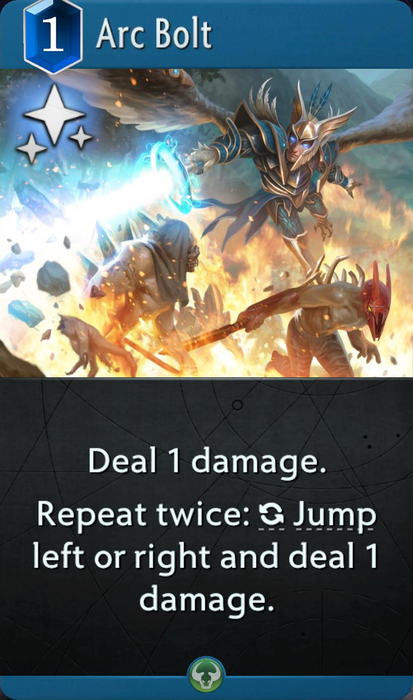 1
Arc Bolt
Deal 1 damage.
Repeat twice: Jump
left or right and deal 1
damage.